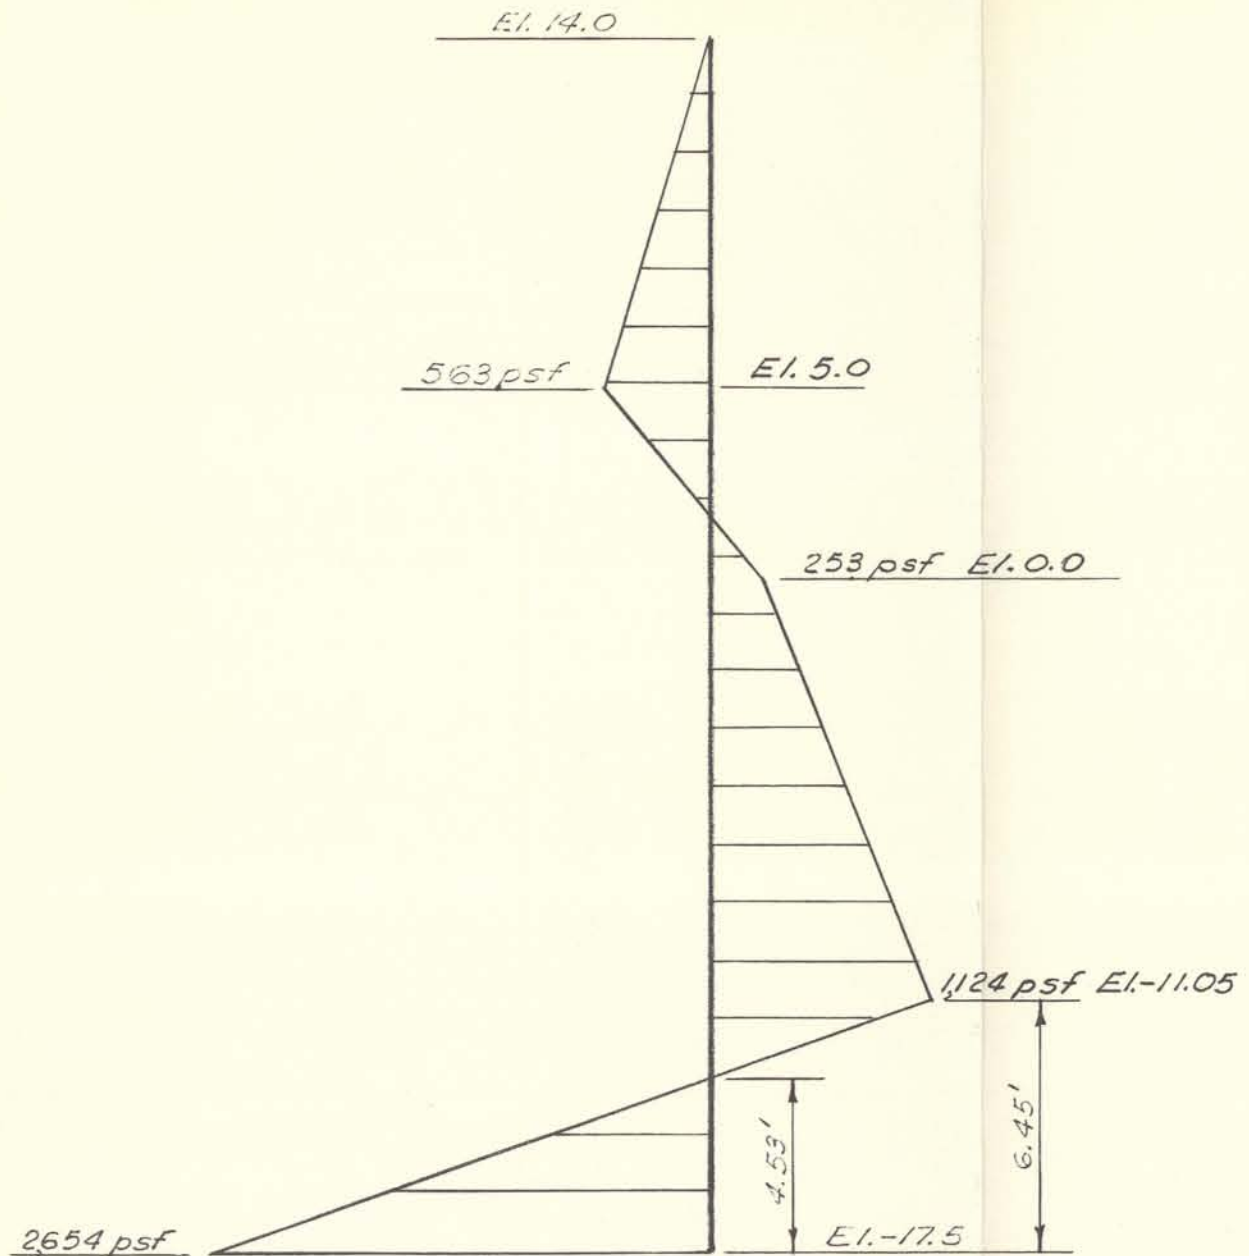 El. 14.0
563 psf
El. 5.0
253 psf El. 0.0
1,124 psf El.-11.05
4.53'
6.45'
2,654 psf
El.-17.5